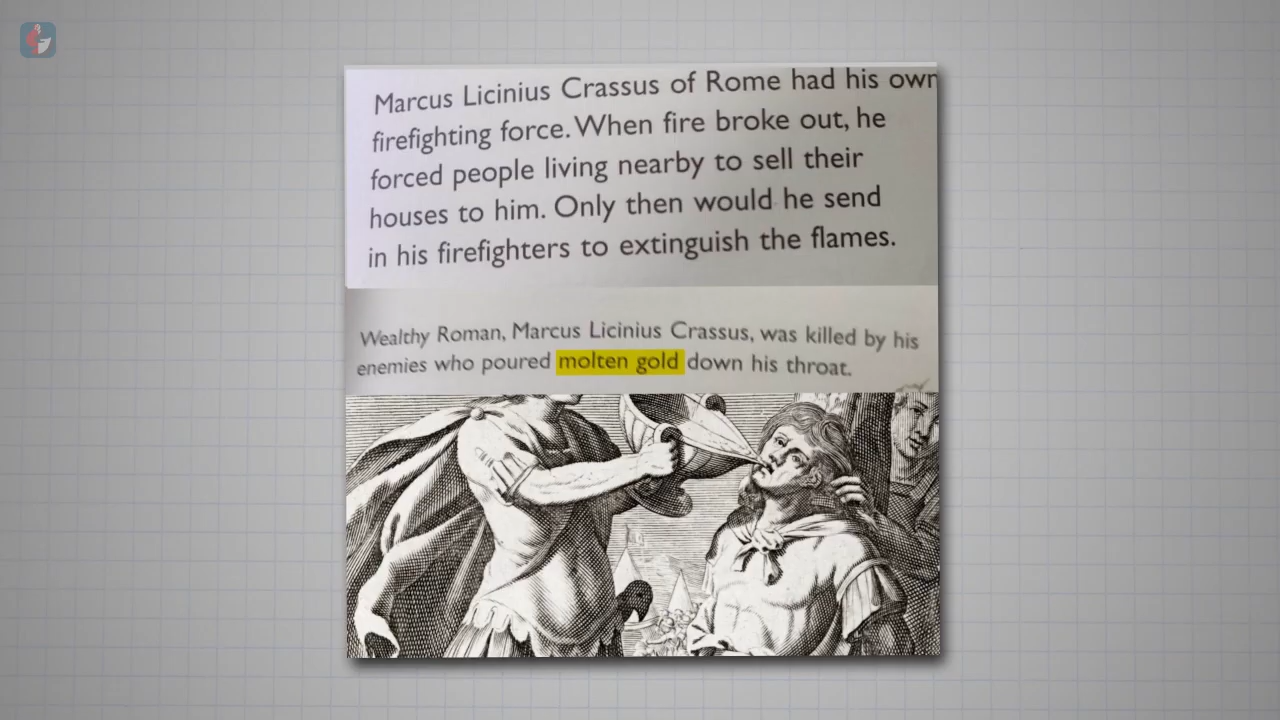 Marcus Licinius Crassus of Rome had his own
firefighting force. When fire broke out, he
forced people living nearby to sell their
houses to him. Only then would he send
in his firefighters to extinguish the flames.
Wealthy Roman, Marcus Licinius Crassus, was killed by his
enemies who poured molten gold down his throat.